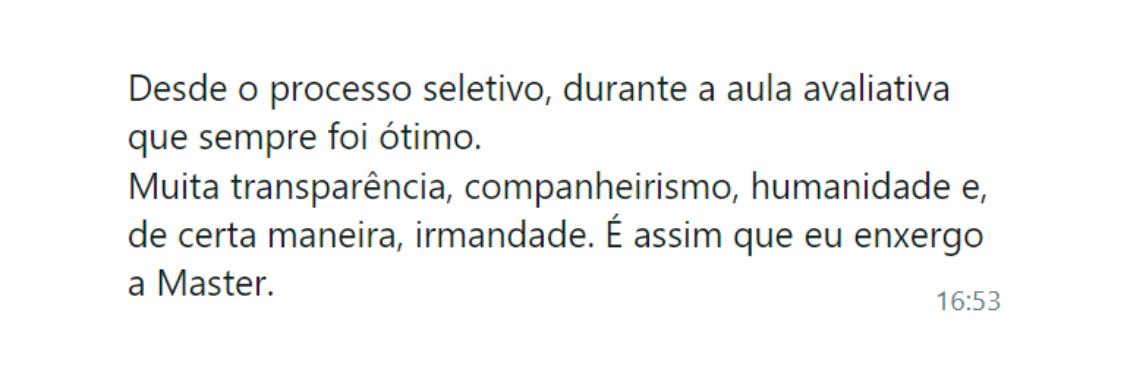 Desde o processo seletivo, durante a aula avaliativa
que sempre foi ótimo.
Muita transparência, companheirismo, humanidade e,
de certa maneira, irmandade. É assim que eu enxergo
a Master.
16:53